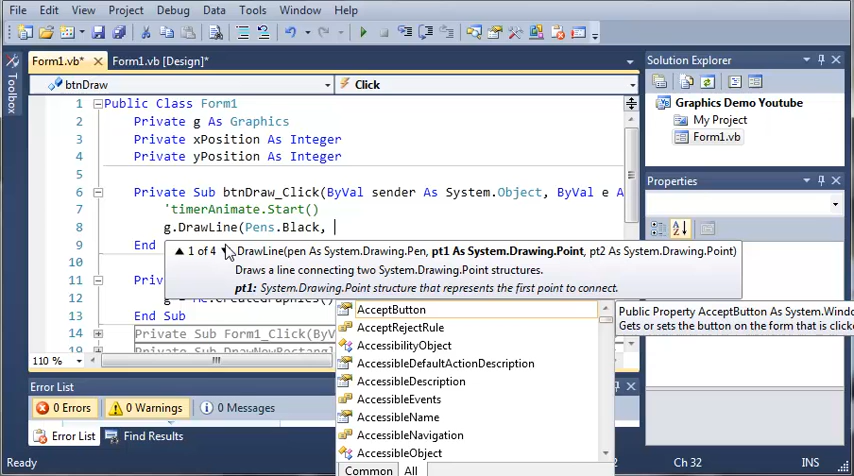 File Edit View Project Debug Data Tools Window Help
Form1.vb* Form1.vb [Design]*
Toolbox
btnDraw Click
1 Public Class Form1
2 Private g As Graphics
3 Private xPosition As Integer
4 Private yPosition As Integer
5
6 Private Sub btnDraw_Click(ByVal sender As System.Object, ByVal e A
7 'timerAnimate.Start()
8 g.DrawLine(Pens.Black,
9 End
1 of 4 DrawLine(pen As System.Drawing.Pen, pt1 As System.Drawing.Point, pt2 As System.Drawing.Point)
Draws a line connecting two System.Drawing.Point structures.
pt1: System.Drawing.Point structure that represents the first point to connect.
10
11 Priv
12 g = Me.CreateGraphics()
13 End Sub
14 Private Sub Form1_Click(ByV
19 Private Sub DrawNewRectang
110 %
AcceptButton
AcceptRejectRule
AccessibilityObject
AccessibleDefaultActionDescription
AccessibleDescription
AccessibleEvents
AccessibleName
AccessibleNavigation
AccessibleObject
Common All
Public Property AcceptButton As System.Windo
Gets or sets the button on the form that is clicke
Solution Explorer
Graphics Demo Youtube
My Project
Form1.vb
Properties
Error List
0 Errors 0 Warnings 0 Messages
Error List Find Results
Ready 2 Ch 32 INS